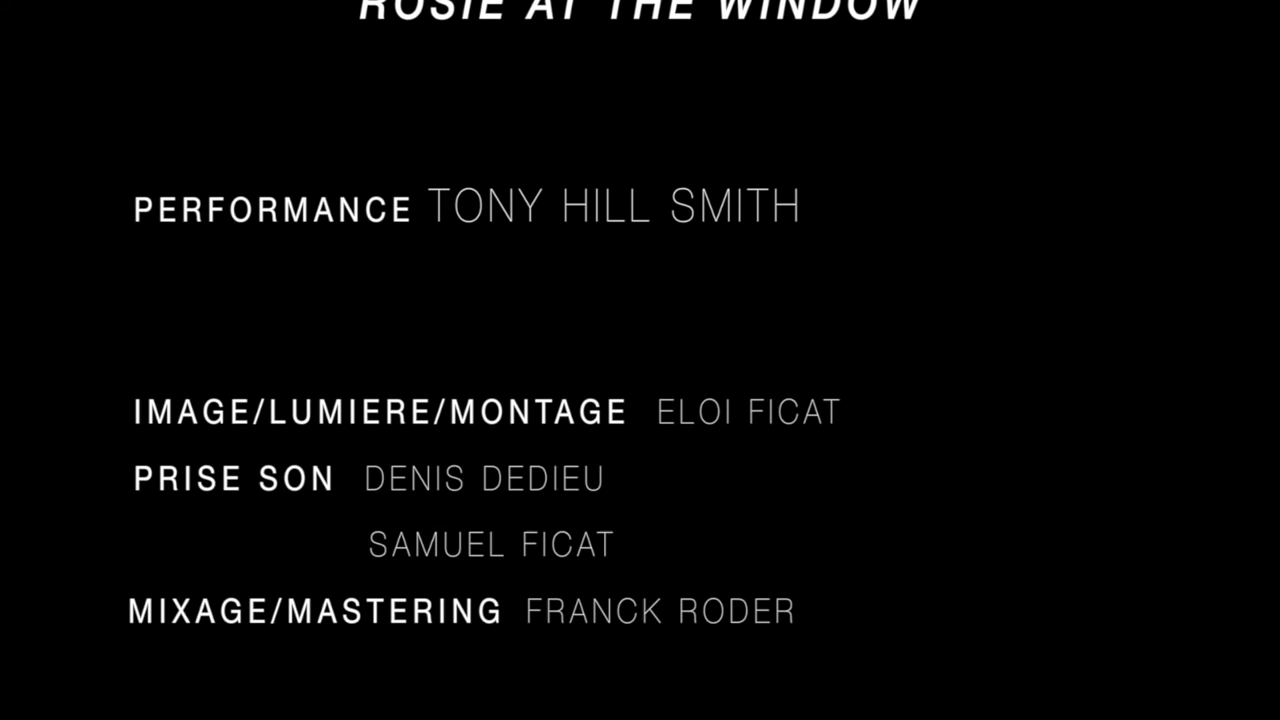 ROSIE AT THE WINDOW
PERFORMANCE TONY HILL SMITH
IMAGE/LUMIERE/MONTAGE ELOI FICAT
PRISE SON DENIS DEDIEU
SAMUEL FICAT
MIXAGE/MASTERING FRANCK RODER